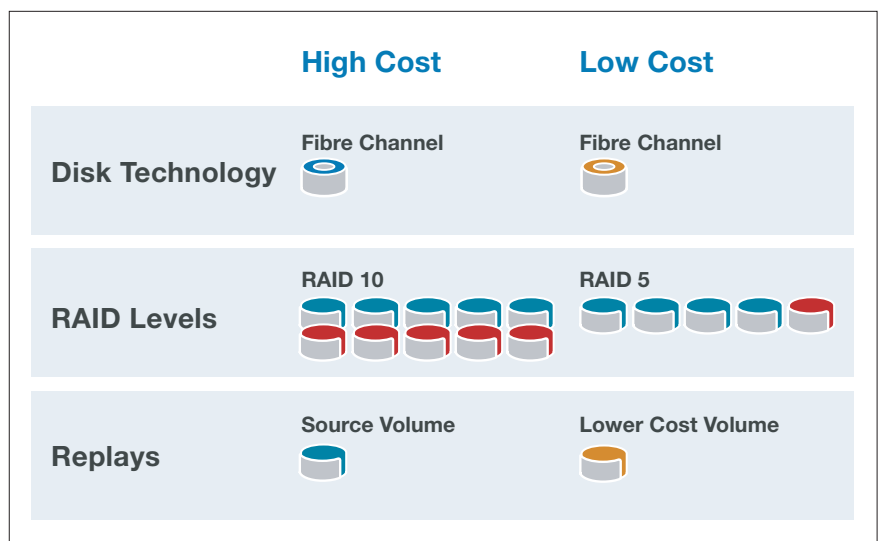 High Cost Low Cost
Disk Technology
Fibre Channel Fibre Channel
RAID Levels
RAID 10 RAID 5
Replays
Source Volume Lower Cost Volume